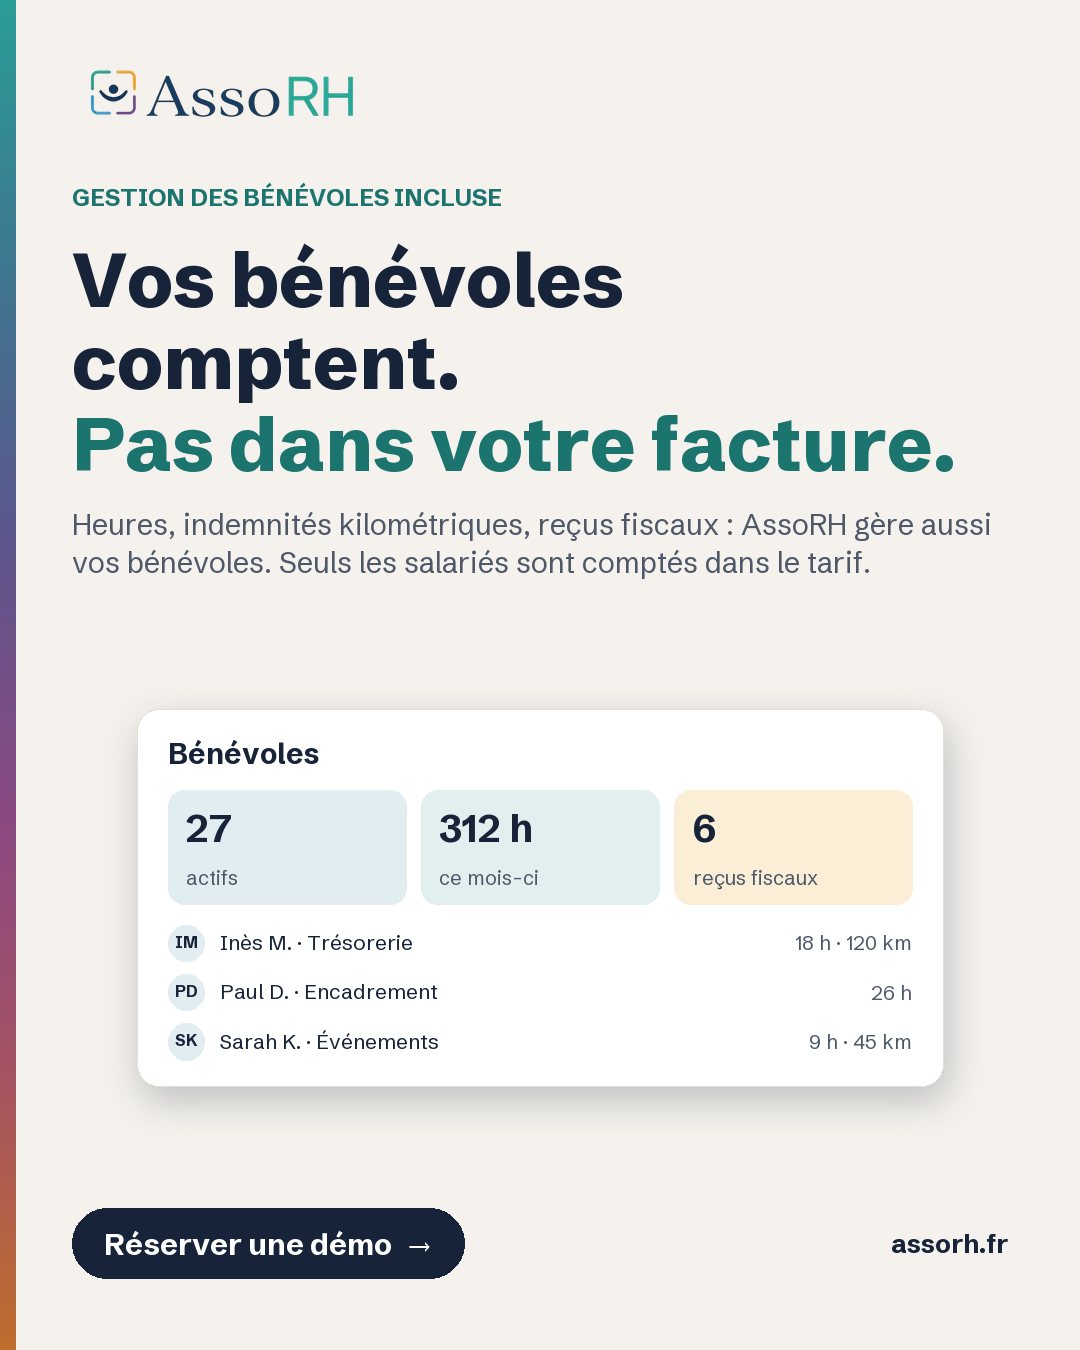 AssoRH
GESTION DES BÉNÉVOLES INCLUSE
Vos bénévoles
comptent.
Pas dans votre facture.
Heures, indemnités kilométriques, reçus fiscaux : AssoRH gère aussi
vos bénévoles. Seuls les salariés sont comptés dans le tarif.
Bénévoles
27
actifs
312 h
ce mois-ci
6
reçus fiscaux
IM Inès M. · Trésorerie 18 h · 120 km
PD Paul D. · Encadrement 26 h
SK Sarah K. · Événements 9 h · 45 km
Réserver une démo →
assorh.fr